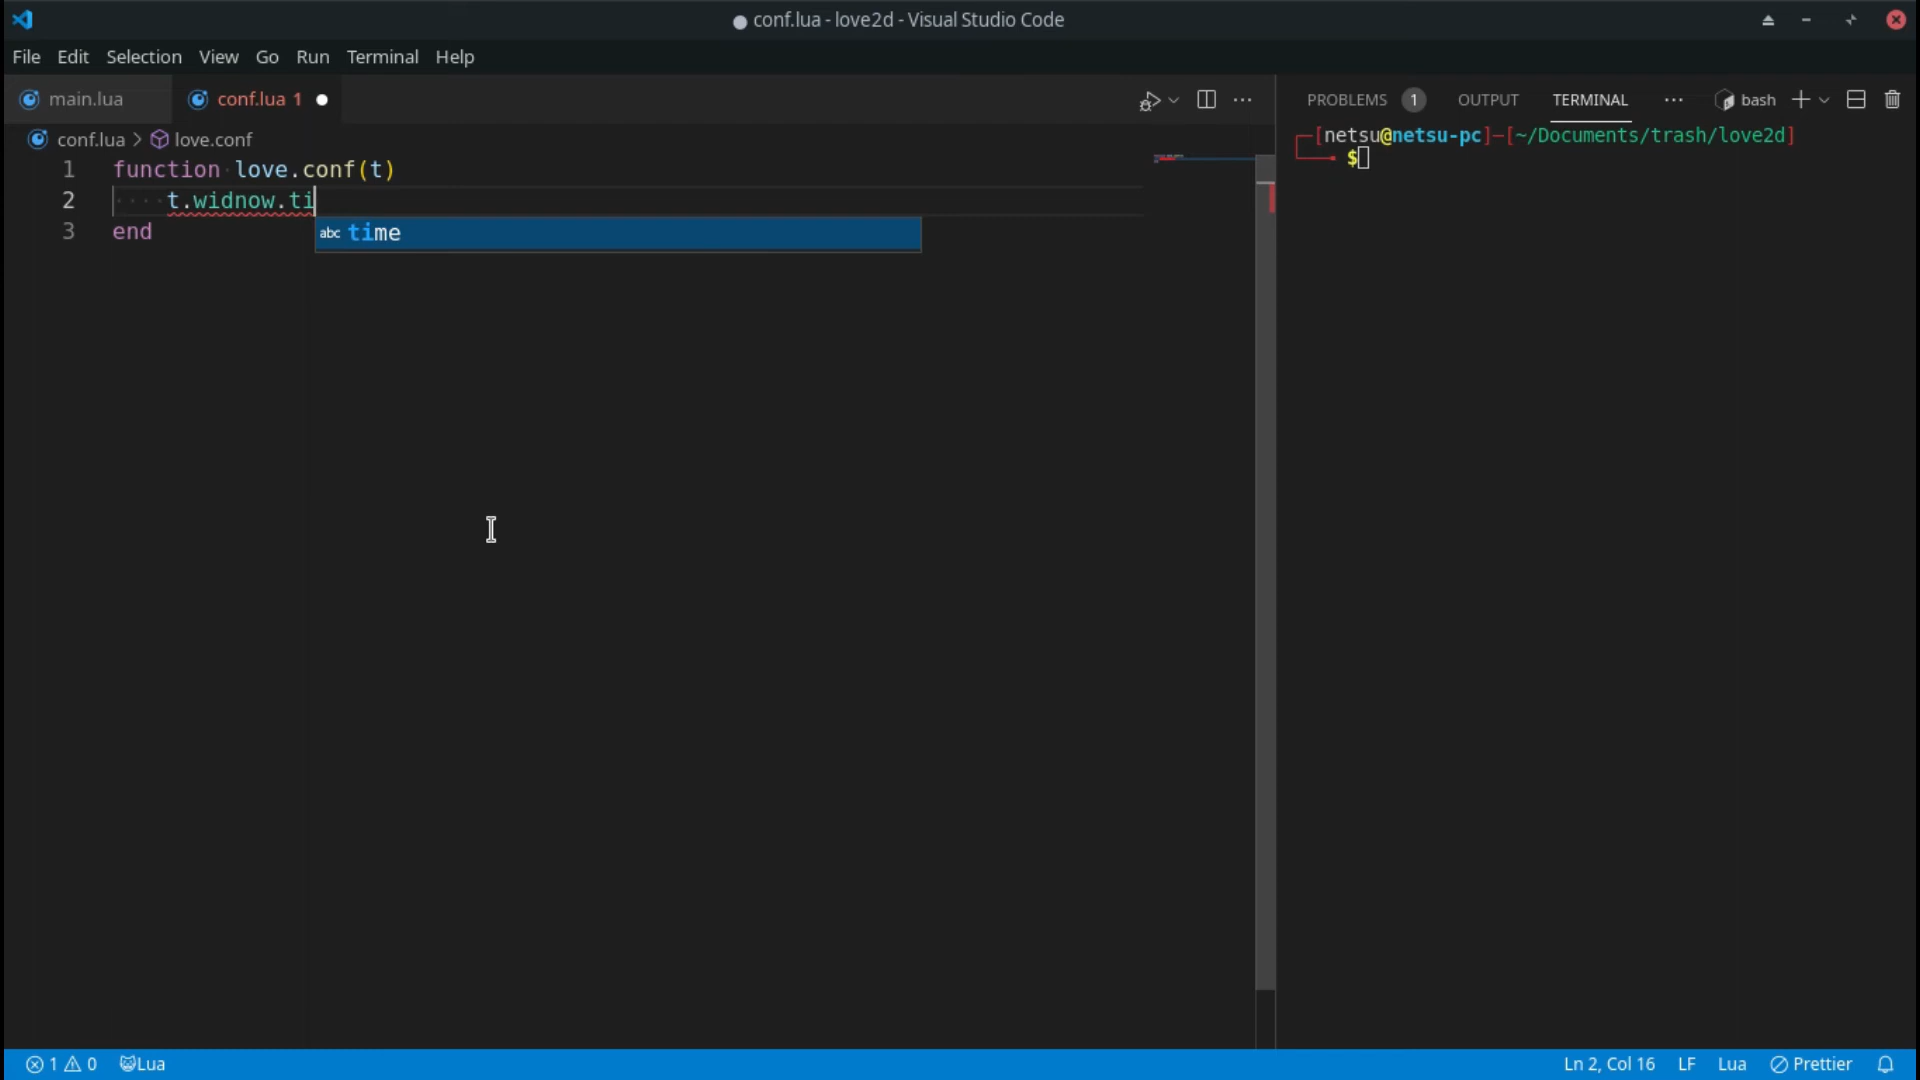 ● conf.lua - love2d - Visual Studio Code
File Edit Selection View Go Run Terminal Help
main.lua conf.lua 1 ●
conf.lua > love.conf
1 function love.conf(t)
2 t.widnow.ti
abc time
3 end
PROBLEMS 1 OUTPUT TERMINAL ... bash
[netsu@netsu-pc]-[~/Documents/trash/love2d]
$
1 0 Lua
Ln 2, Col 16 LF Lua Prettier